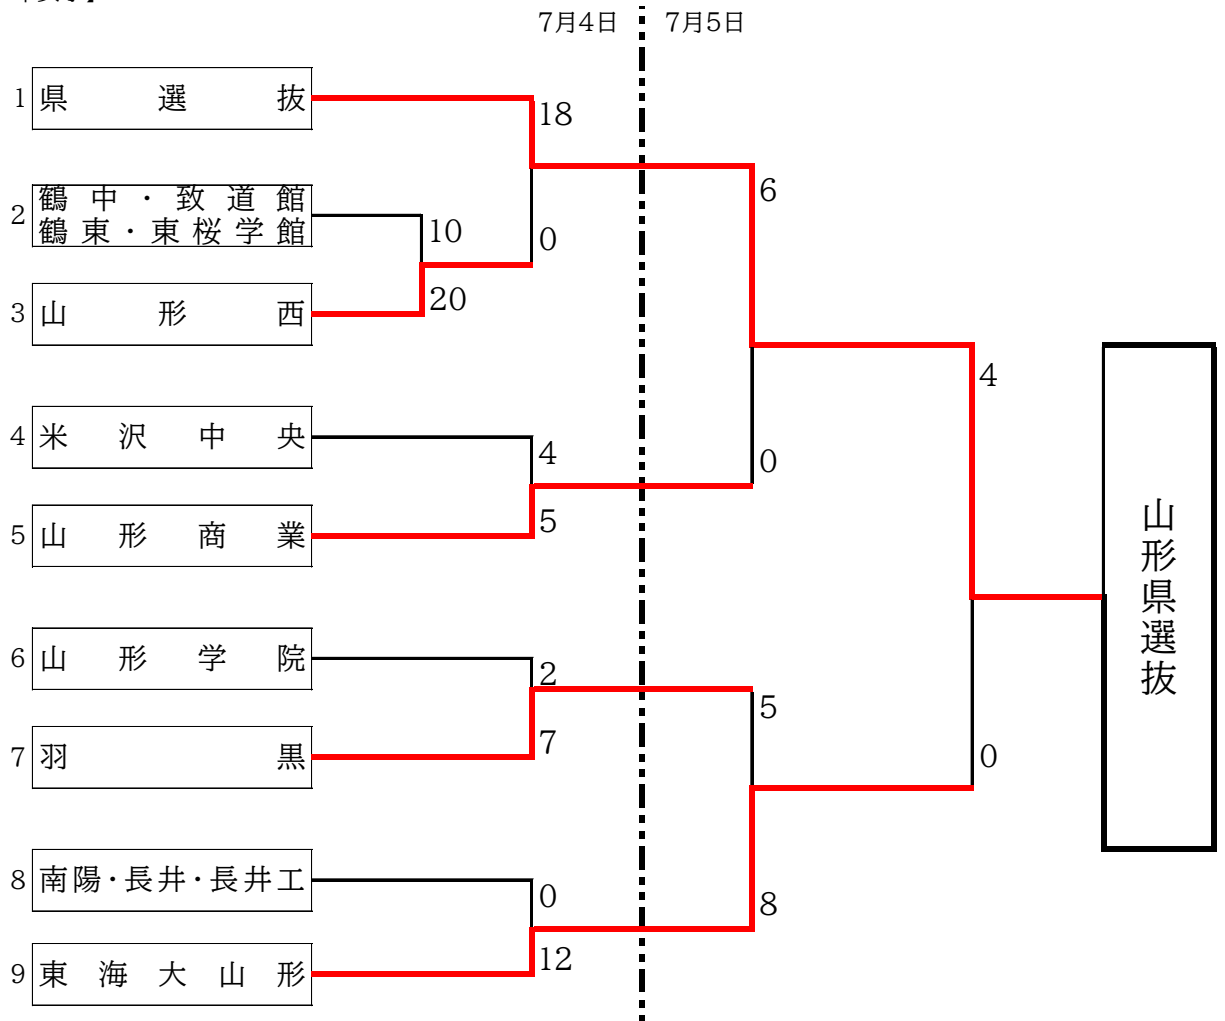 7月4日 7月5日
1 県選抜
18
6
2 鶴中・致道館
鶴東・東桜学館
10
0
3 山形西
20
4
4 米沢中央
4
0
5 山形商業
5
山形県選抜
6 山形学院
2
5
7 羽黒
7
0
8 南陽・長井・長井工
0
8
9 東海大山形
12